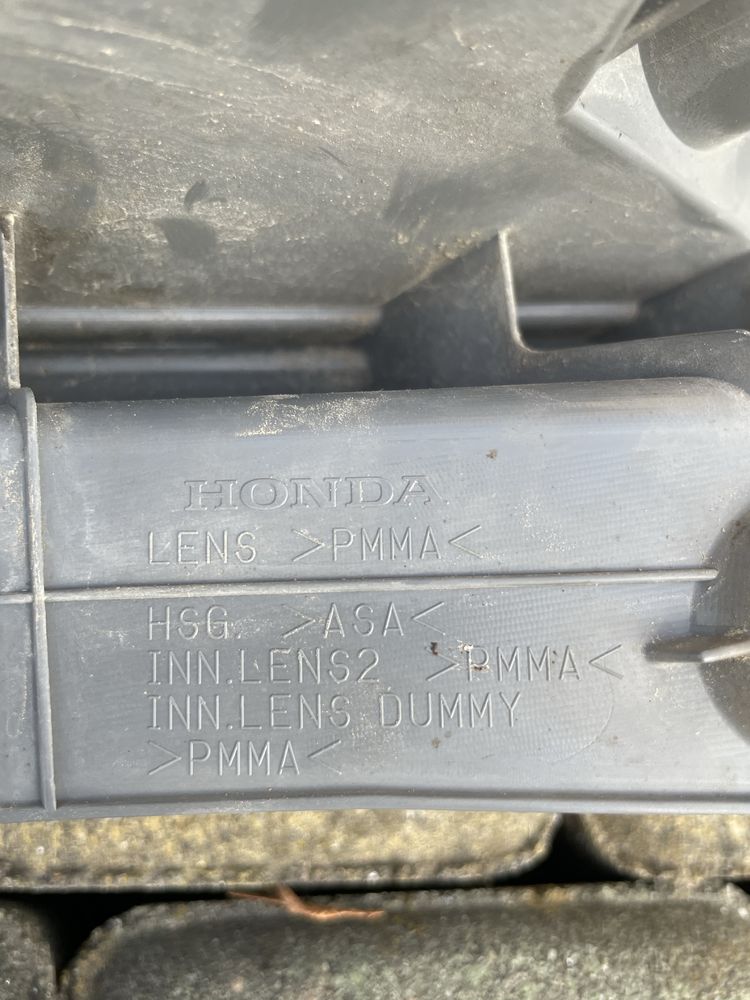 HONDA
LENS >PMMA<
HSG. >ASA<
INN.LENS2 >PMMA<
INN.LENS DUMMY
>PMMA<